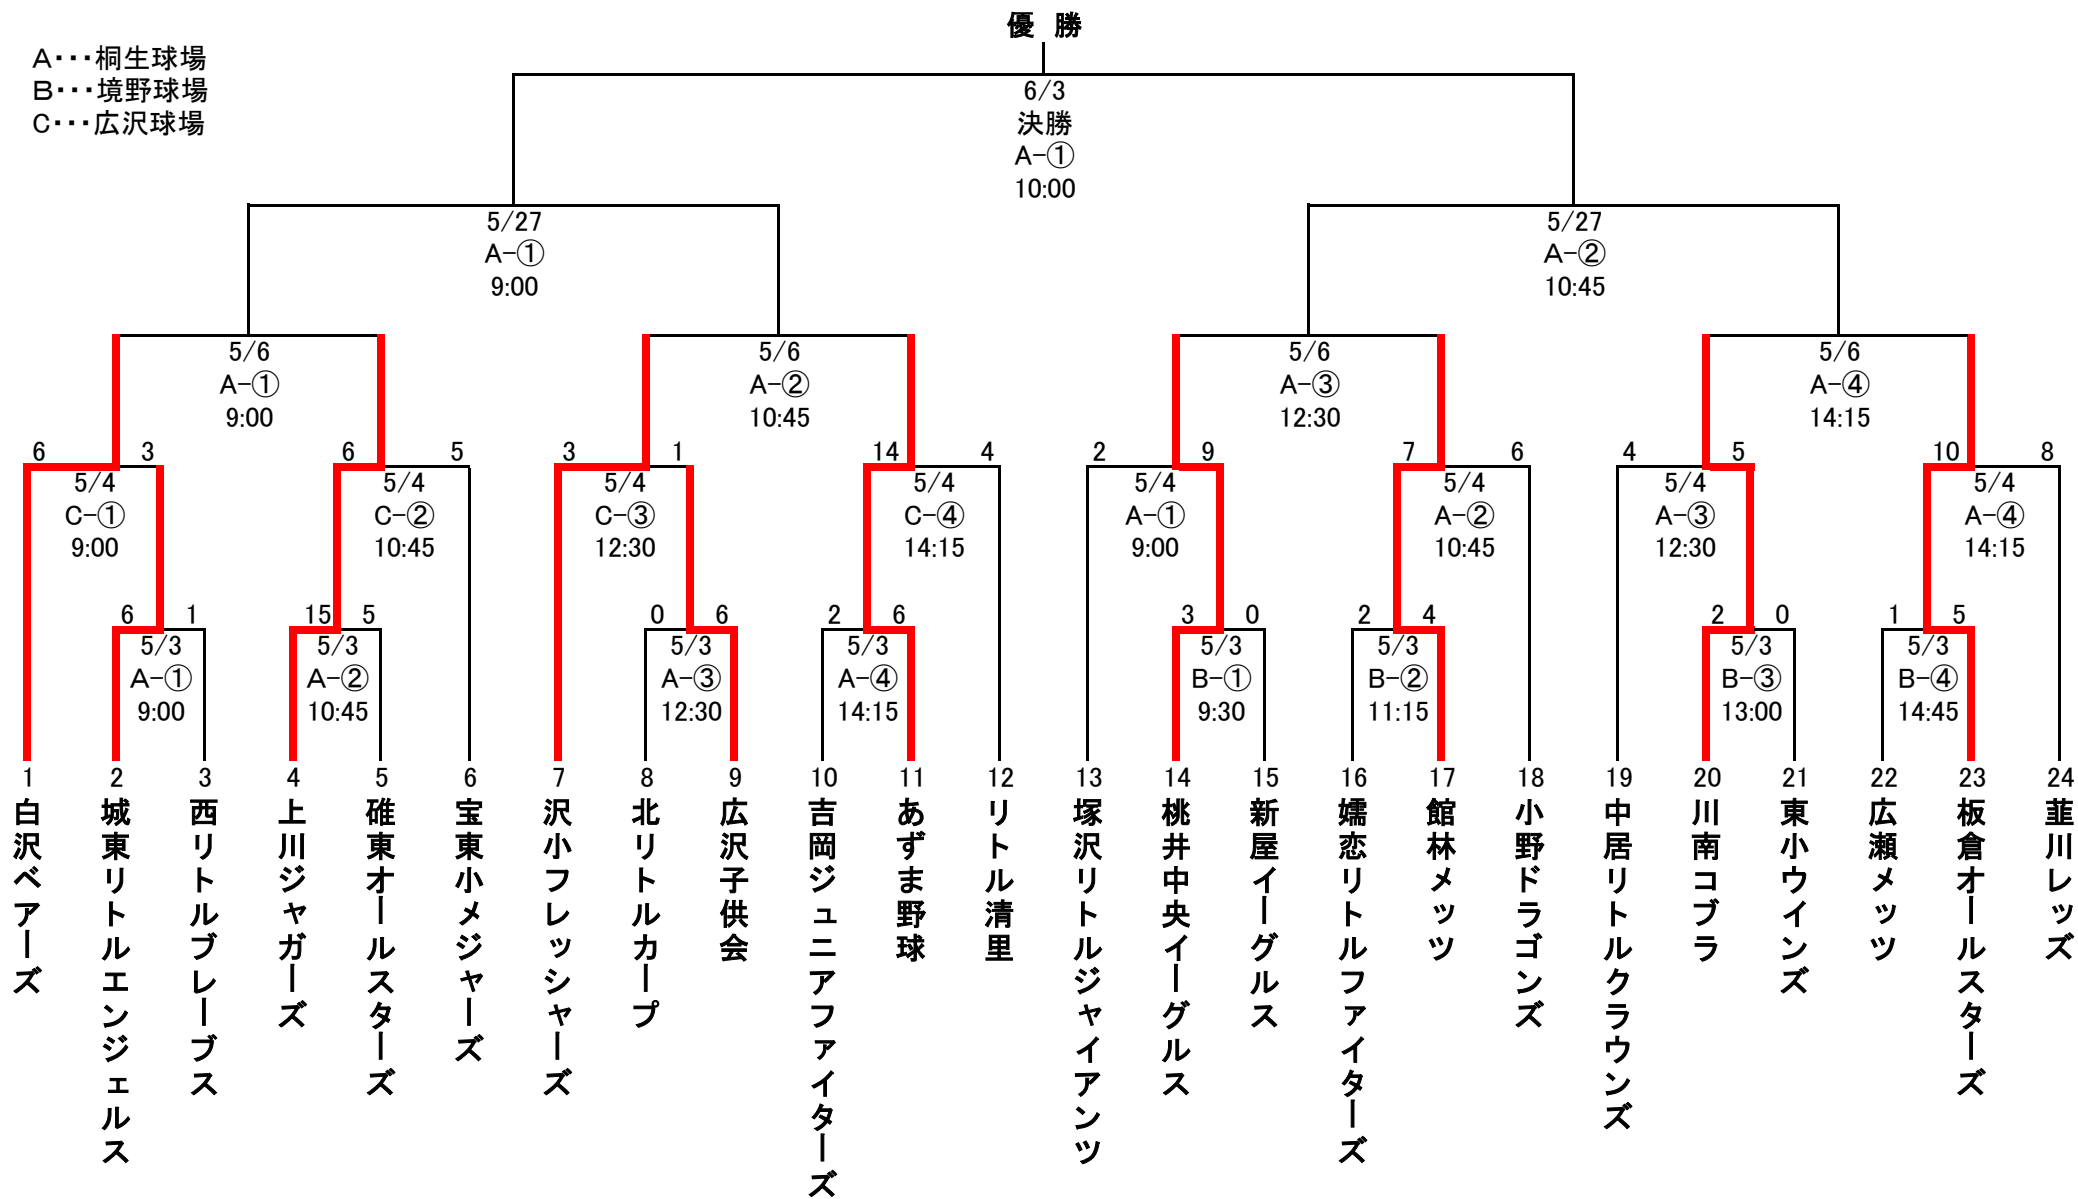 優 勝
A･･･桐生球場
B･･･境野球場
C･･･広沢球場
6/3
決勝
A-①
10:00
5/27
A-①
9:00
5/27
A-②
10:45
5/6
A-①
9:00
5/6
A-②
10:45
5/6
A-③
12:30
5/6
A-④
14:15
6 3
5/4
C-①
9:00
6 5
5/4
C-②
10:45
3 1
5/4
C-③
12:30
14 4
5/4
C-④
14:15
2 9
5/4
A-①
9:00
7 6
5/4
A-②
10:45
4 5
5/4
A-③
12:30
10 8
5/4
A-④
14:15
6 1
5/3
A-①
9:00
15 5
5/3
A-②
10:45
0 6
5/3
A-③
12:30
2 6
5/3
A-④
14:15
3 0
5/3
B-①
9:30
2 4
5/3
B-②
11:15
2 0
5/3
B-③
13:00
1 5
5/3
B-④
14:45
1
白沢ベアーズ
2
城東リトルエンジェルス
3
西リトルブレーブス
4
上川ジャガーズ
5
碓東オールスターズ
6
宝東小メジャーズ
7
沢小フレッシャーズ
8
北リトルカープ
9
広沢子供会
10
吉岡ジュニアファイターズ
11
あずま野球
12
リトル清里
13
塚沢リトルジャイアンツ
14
桃井中央イーグルス
15
新屋イーグルス
16
嬬恋リトルファイターズ
17
館林メッツ
18
小野ドラゴンズ
19
中居リトルクラウンズ
20
川南コブラ
21
東小ウインズ
22
広瀬メッツ
23
板倉オールスターズ
24
韮川レッズ